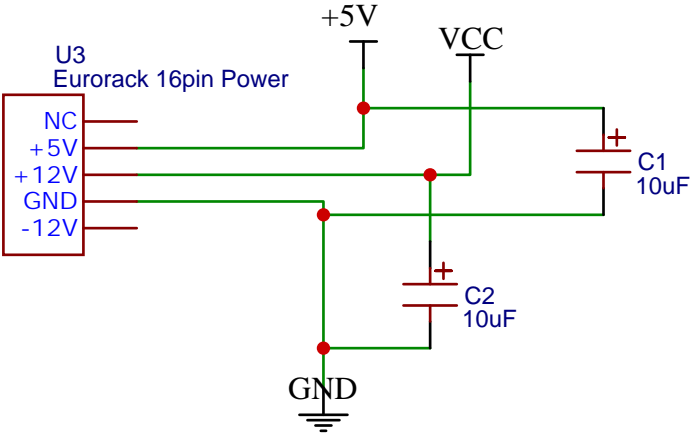 +5V
VCC
U3
Eurorack 16pin Power
NC
+5V
+12V
GND
-12V
+
C1
10uF
+
C2
10uF
GND